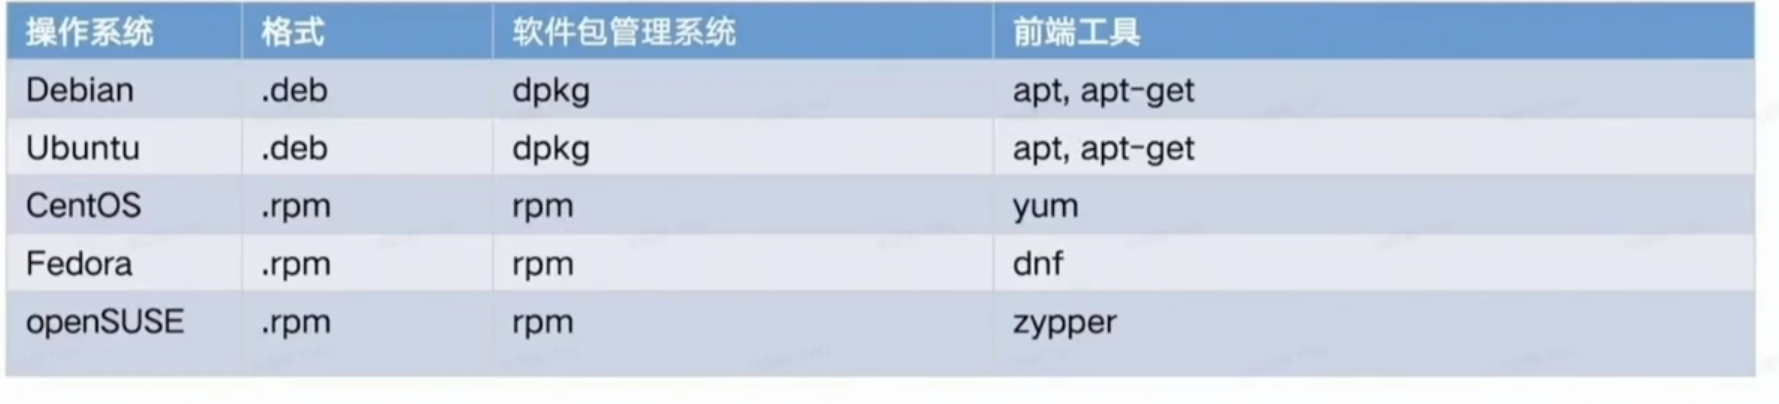 操作系统 格式 软件包管理系统 前端工具
Debian .deb dpkg apt, apt-get
Ubuntu .deb dpkg apt, apt-get
CentOS .rpm rpm yum
Fedora .rpm rpm dnf
openSUSE .rpm rpm zypper